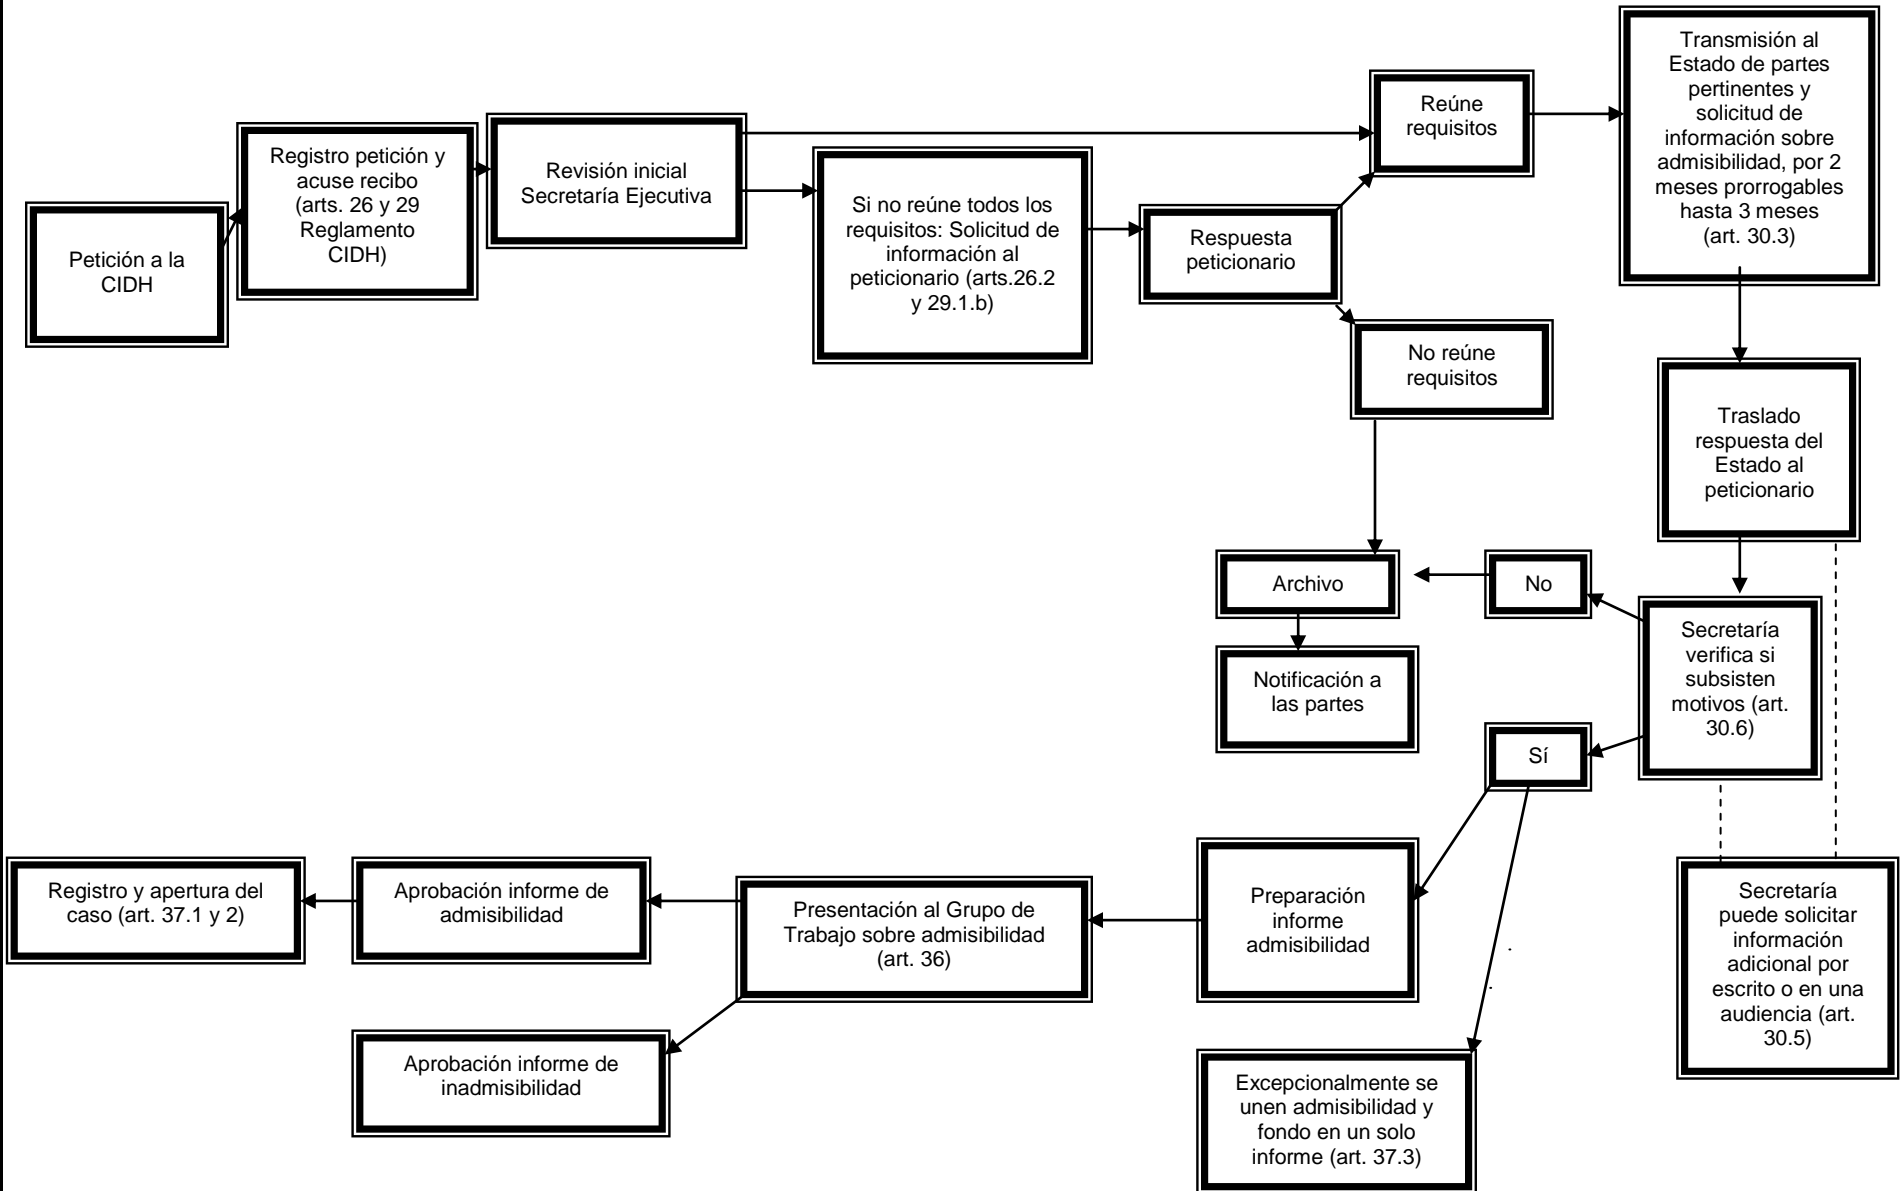 Petición a la
CIDH
Registro petición y
acuse recibo
(arts. 26 y 29
Reglamento
CIDH)
Revisión inicial
Secretaría Ejecutiva
Si no reúne todos los
requisitos: Solicitud de
información al
peticionario (arts.26.2
y 29.1.b)
Respuesta
peticionario
Reúne
requisitos
No reúne
requisitos
Transmisión al
Estado de partes
pertinentes y
solicitud de
información sobre
admisibilidad, por 2
meses prorrogables
hasta 3 meses
(art. 30.3)
Traslado
respuesta del
Estado al
peticionario
Secretaría
verifica si
subsisten
motivos (art.
30.6)
No
Archivo
Notificación a
las partes
Sí
Secretaría
puede solicitar
información
adicional por
escrito o en una
audiencia (art.
30.5)
Preparación
informe
admisibilidad
Excepcionalmente se
unen admisibilidad y
fondo en un solo
informe (art. 37.3)
Presentación al Grupo de
Trabajo sobre admisibilidad
(art. 36)
Aprobación informe de
admisibilidad
Registro y apertura del
caso (art. 37.1 y 2)
Aprobación informe de
inadmisibilidad